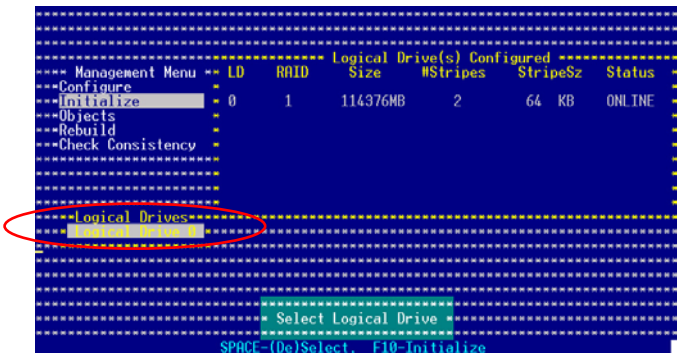 Logical Drive(s) Configured
Management Menu LD RAID Size #Stripes StripeSz Status
Configure
Initialize 0 1 114376MB 2 64 KB ONLINE
Objects
Rebuild
Check Consistency
Logical Drives
Logical Drive 0
Select Logical Drive
SPACE-(De)Select, F10-Initialize